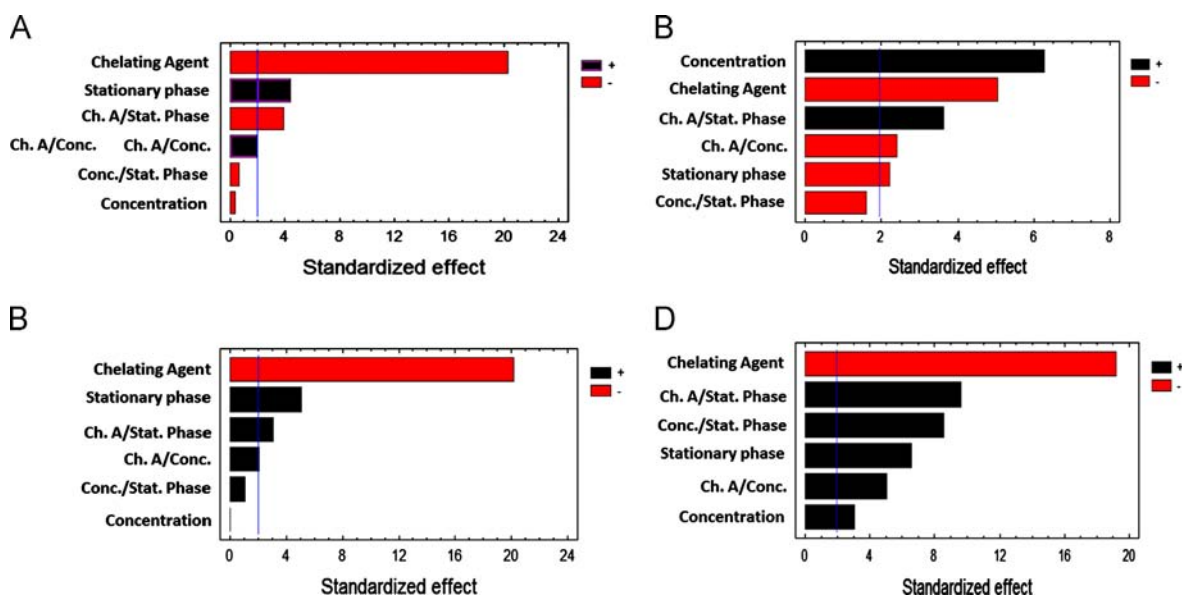 A
Chelating Agent
Stationary phase
Ch. A/Stat. Phase
Ch. A/Conc. Ch. A/Conc.
Conc./Stat. Phase
Concentration
0 4 8 12 16 20 24
Standardized effect
+
-
B
Concentration
Chelating Agent
Ch. A/Stat. Phase
Ch. A/Conc.
Stationary phase
Conc./Stat. Phase
0 2 4 6 8
Standardized effect
+
-
B
Chelating Agent
Stationary phase
Ch. A/Stat. Phase
Ch. A/Conc.
Conc./Stat. Phase
Concentration
0 4 8 12 16 20 24
Standardized effect
+
-
D
Chelating Agent
Ch. A/Stat. Phase
Conc./Stat. Phase
Stationary phase
Ch. A/Conc.
Concentration
0 4 8 12 16 20
Standardized effect
+
-